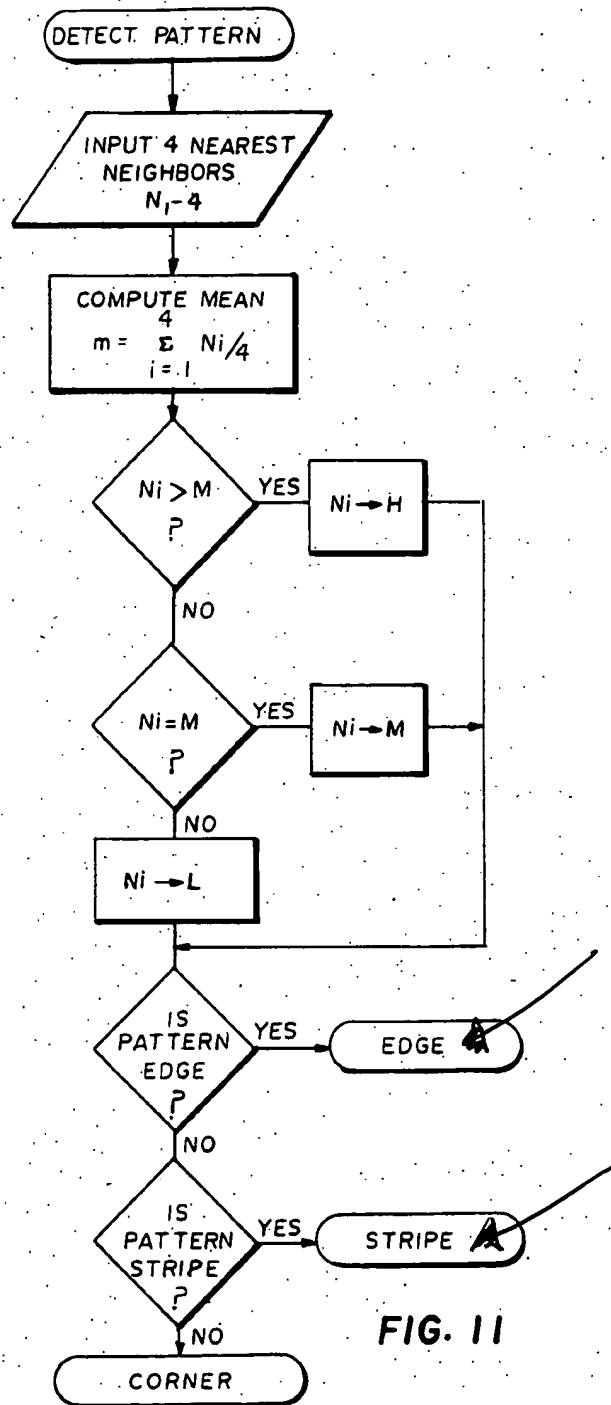 DETECT PATTERN
INPUT 4 NEAREST
NEIGHBORS
N1-4
COMPUTE MEAN
4
m = Σ Ni/4
i = 1
Ni > M
?
YES
Ni → H
NO
Ni = M
?
YES
Ni → M
NO
Ni → L
IS
PATTERN
EDGE
?
YES
EDGE
NO
IS
PATTERN
STRIPE
?
YES
STRIPE
NO
CORNER
FIG. 11